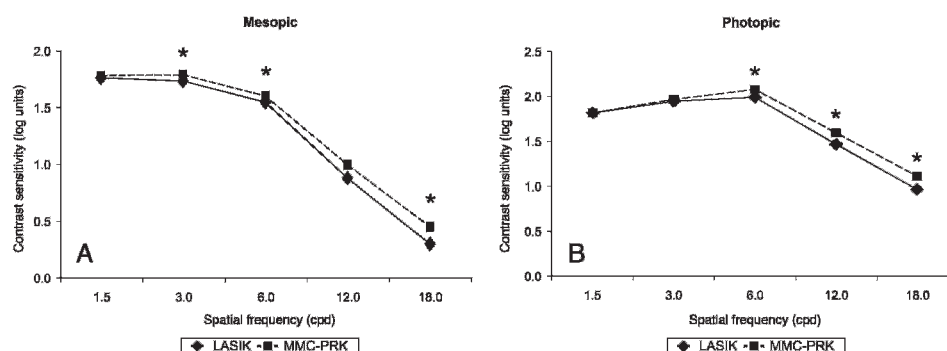 Mesopic
2.0
1.5
1.0
0.5
0.0
Contrast sensitivity (log units)
*
*
*
A
1.5 3.0 6.0 12.0 18.0
Spatial frequency (cpd)
LASIK MMC-PRK
Photopic
2.5
2.0
1.5
1.0
0.5
0.0
Contrast sensitivity (log units)
*
*
*
B
1.5 3.0 6.0 12.0 18.0
Spatial frequency (cpd)
LASIK MMC-PRK